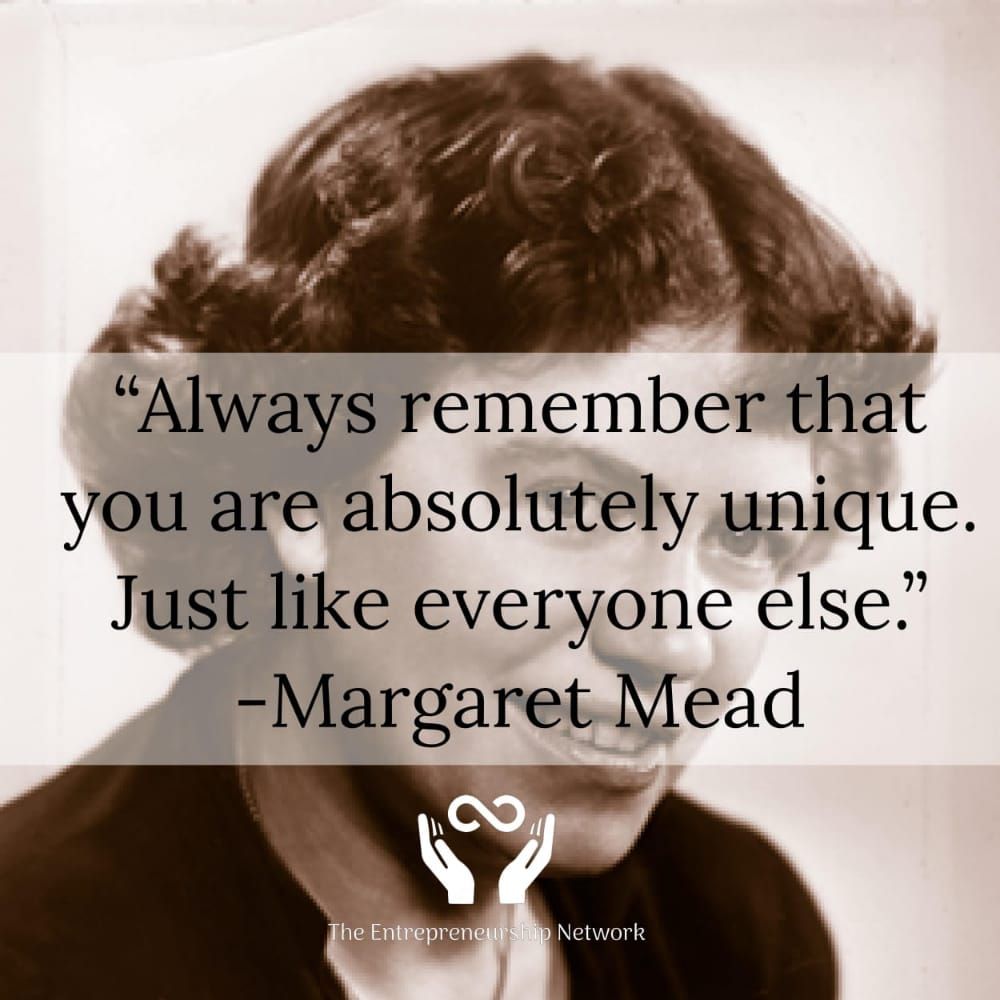 “Always remember that
you are absolutely unique.
Just like everyone else.”
-Margaret Mead
The Entrepreneurship Network